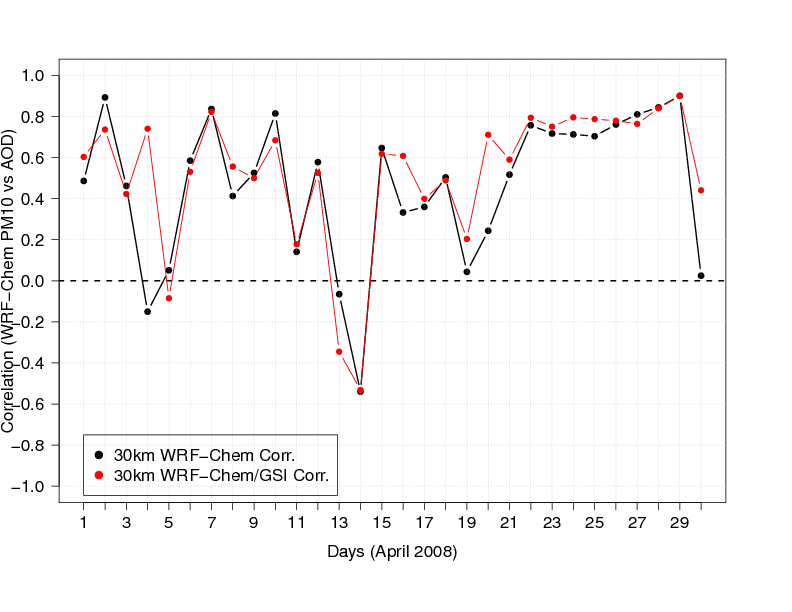 1.0
0.8
0.6
0.4
0.2
0.0
−0.2
−0.4
−0.6
−0.8
−1.0
Correlation (WRF−Chem PM10 vs AOD)
30km WRF−Chem Corr.
30km WRF−Chem/GSI Corr.
1 3 5 7 9 11 13 15 17 19 21 23 25 27 29
Days (April 2008)